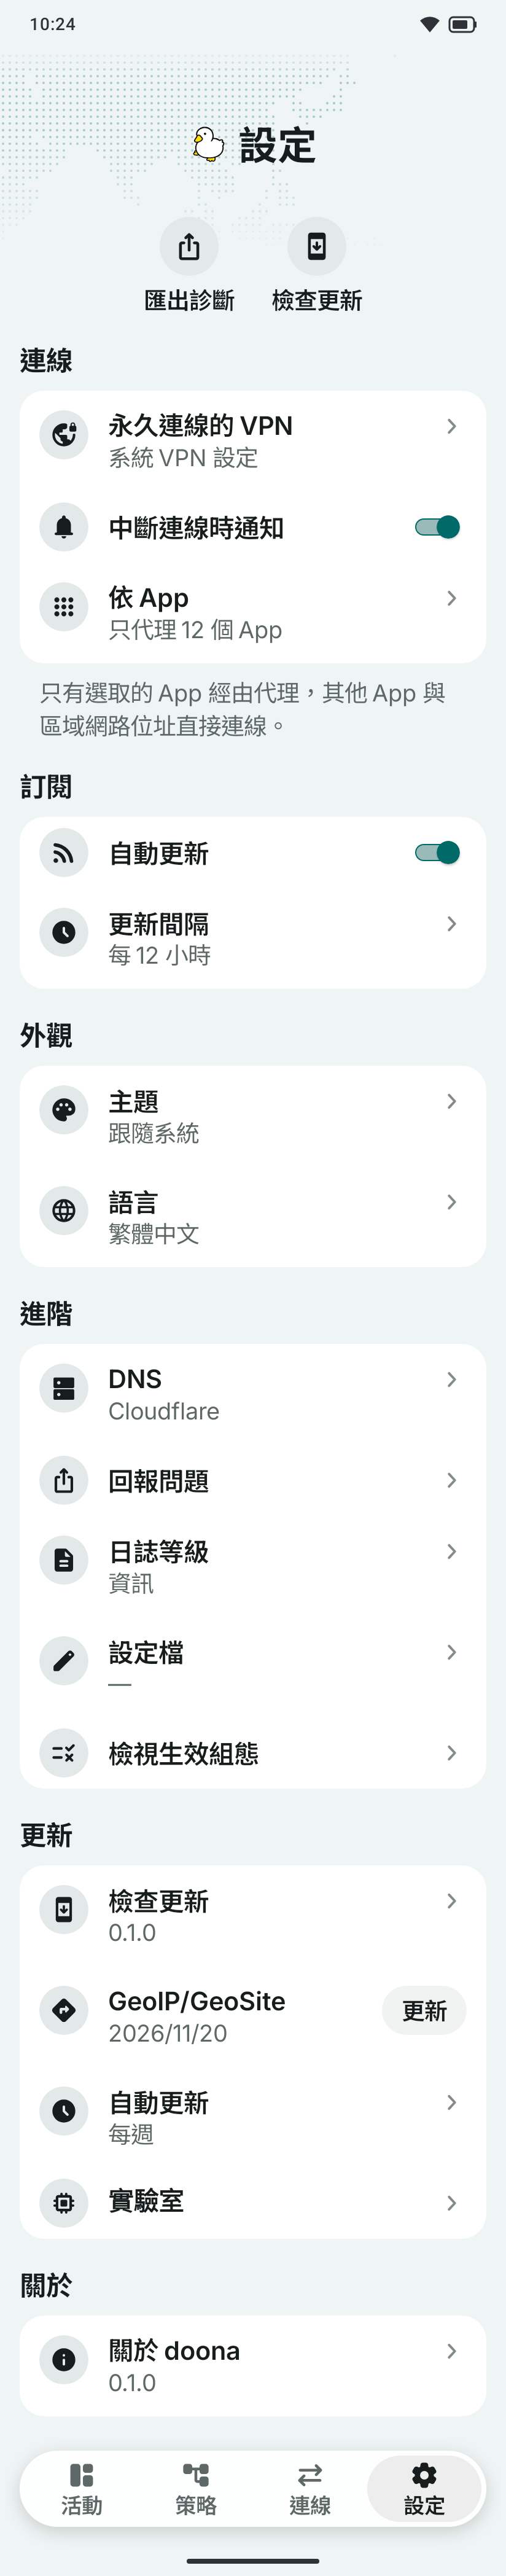 10:24
設定
匯出診斷
檢查更新
連線
永久連線的 VPN
系統 VPN 設定
中斷連線時通知
依 App
只代理 12 個 App
只有選取的 App 經由代理，其他 App 與
區域網路位址直接連線。
訂閱
自動更新
更新間隔
每 12 小時
外觀
主題
跟隨系統
語言
繁體中文
進階
DNS
Cloudflare
回報問題
日誌等級
資訊
設定檔
—
檢視生效組態
更新
檢查更新
0.1.0
GeoIP/GeoSite
2026/11/20
更新
自動更新
每週
實驗室
關於
關於 doona
0.1.0
活動
策略
連線
設定